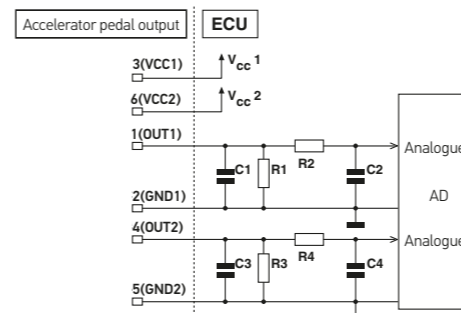 Accelerator pedal output
ECU
3(VCC1)
Vcc 1
6(VCC2)
Vcc 2
1(OUT1)
R2
Analogue
C1
R1
C2
AD
2(GND1)
4(OUT2)
Analogue
R4
C3
R3
C4
5(GND2)